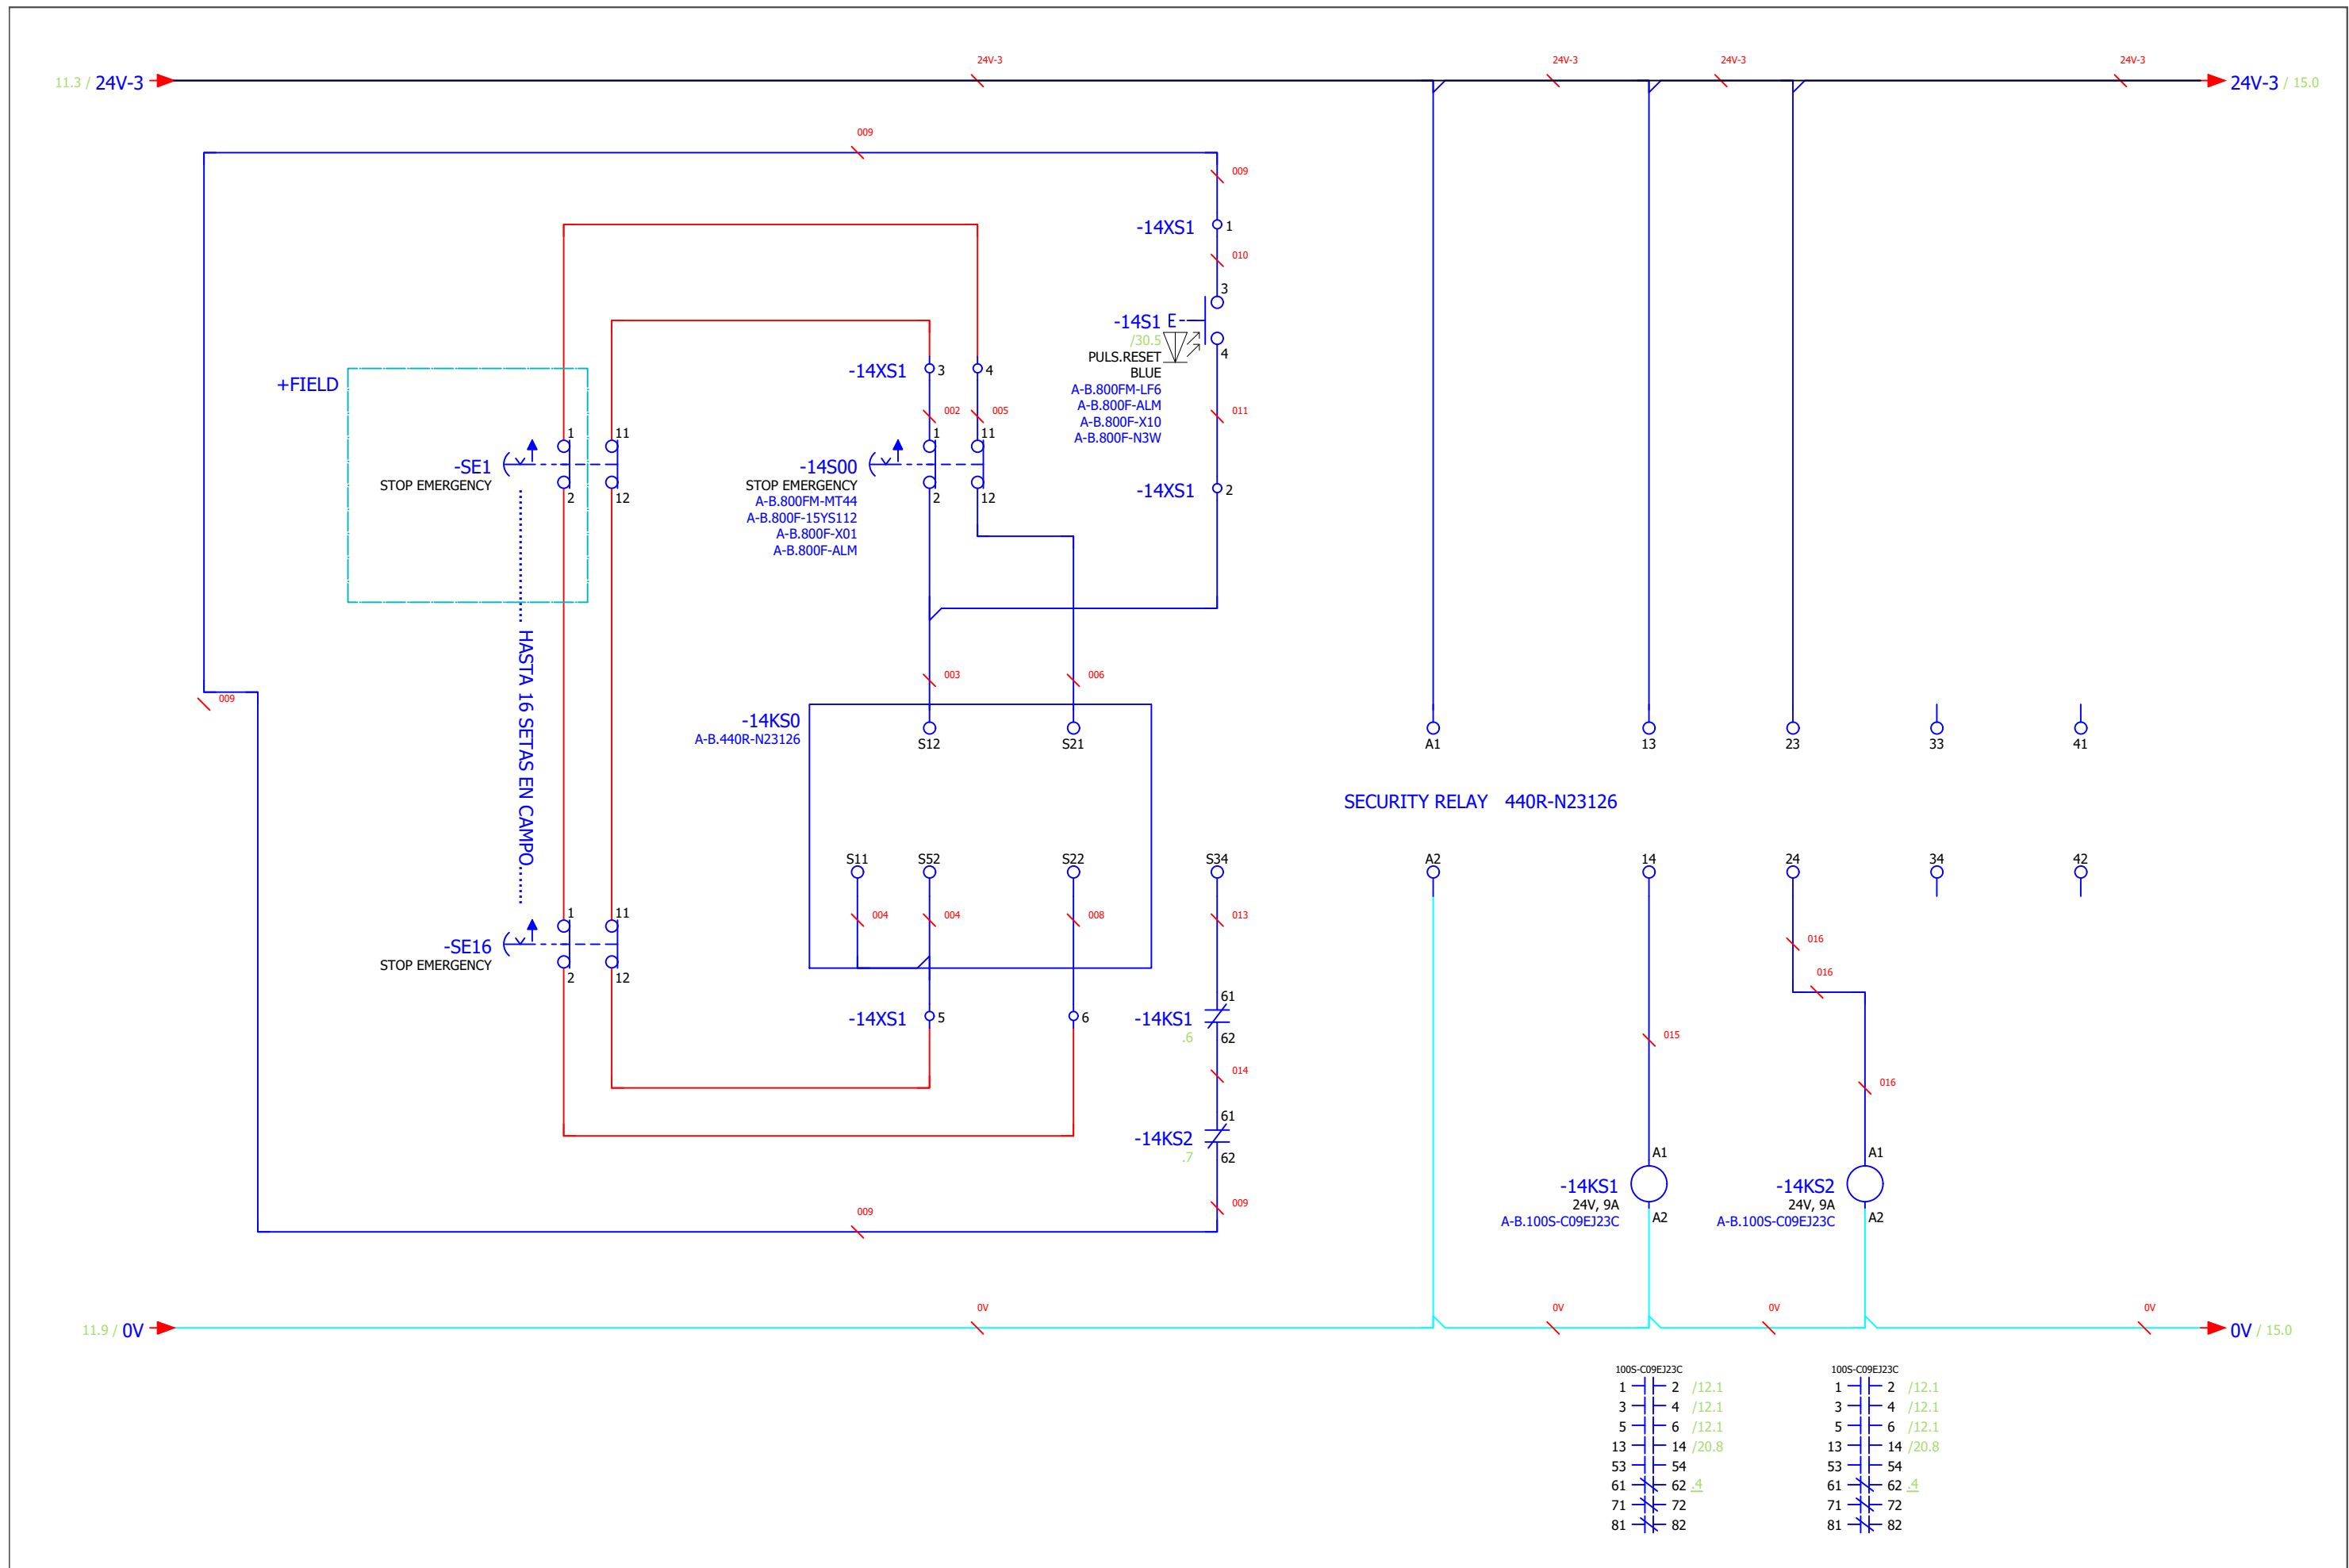 24V-3
24V-3
24V-3
24V-3
11.3 / 24V-3
24V-3 / 15.0
009
009
-14XS1
1
010
3
-14S1
/30.5
PULS.RESET
BLUE
A-B.800FM-LF6
A-B.800F-ALM
A-B.800F-X10
A-B.800F-N3W
4
011
-14XS1
2
+FIELD
-14XS1
3
4
002
005
1
11
-SE1
STOP EMERGENCY
2
12
1
11
-14S00
STOP EMERGENCY
A-B.800FM-MT44
A-B.800F-15YS112
A-B.800F-X01
A-B.800F-ALM
2
12
HASTA 16 SETAS EN CAMPO
009
003
006
-14KS0
A-B.440R-N23126
S12
S21
A1
13
23
33
41
SECURITY RELAY 440R-N23126
S11
S52
S22
S34
A2
14
24
34
42
004
004
008
013
016
016
1
11
-SE16
STOP EMERGENCY
2
12
-14XS1
5
6
-14KS1
.6
61
62
015
014
016
-14KS2
.7
61
62
009
009
-14KS1
24V, 9A
A-B.100S-C09EJ23C
A1
A2
-14KS2
24V, 9A
A-B.100S-C09EJ23C
A1
A2
0V
0V
0V
0V
11.9 / 0V
0V / 15.0
100S-C09EJ23C
1 2 /12.1
3 4 /12.1
5 6 /12.1
13 14 /20.8
53 54
61 62 .4
71 72
81 82
100S-C09EJ23C
1 2 /12.1
3 4 /12.1
5 6 /12.1
13 14 /20.8
53 54
61 62 .4
71 72
81 82